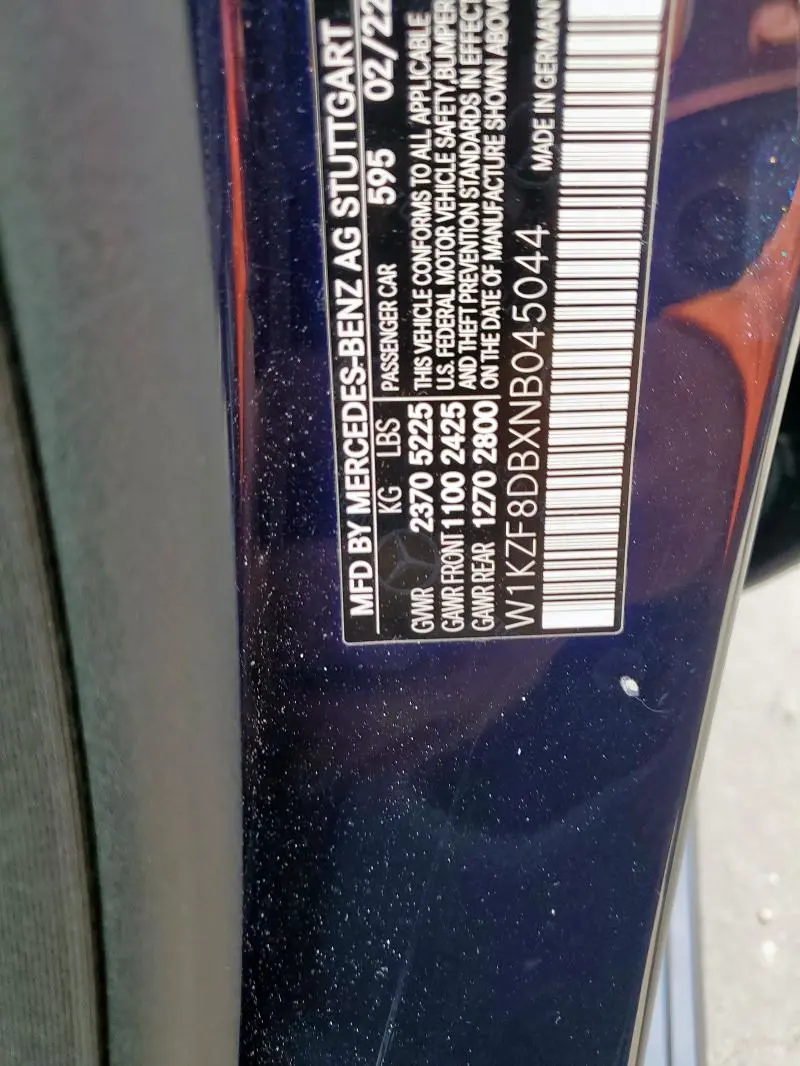 MFD BY MERCEDES-BENZ AG STUTTGART
KG LBS PASSENGER CAR 595 02/22
GVWR 2370 5225 THIS VEHICLE CONFORMS TO ALL APPLICABLE
GAWR FRONT 1100 2425 U.S. FEDERAL MOTOR VEHICLE SAFETY,BUMPER
GAWR REAR 1270 2800 AND THEFT PREVENTION STANDARDS IN EFFECT
ON THE DATE OF MANUFACTURE SHOWN ABOVE
W1KZF8DBXNB045044 MADE IN GERMANY